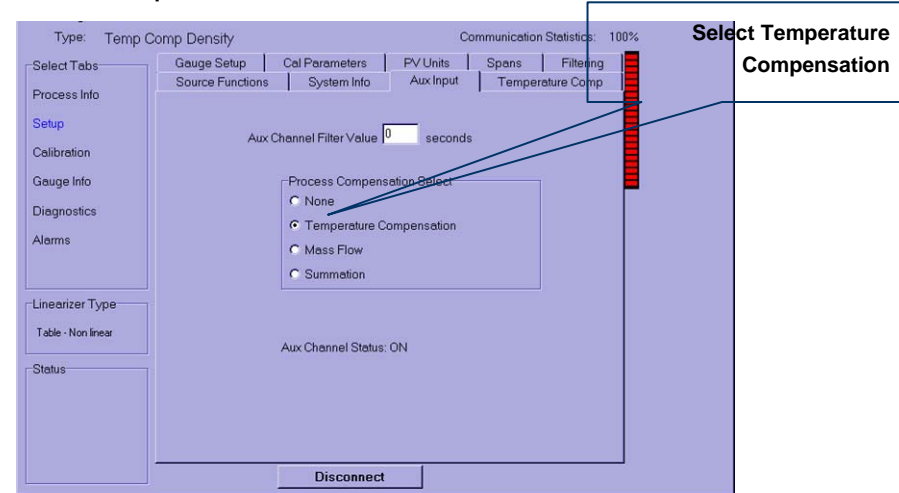 Type: Temp Comp Density
Communication Statistics: 100%
Select Temperature
Compensation
Select Tabs
Process Info
Setup
Calibration
Gauge Info
Diagnostics
Alarms
Linearizer Type
Table - Non linear
Status
Gauge Setup
Cal Parameters
PV Units
Spans
Filtering
Source Functions
System Info
Aux Input
Temperature Comp
Aux Channel Filter Value 0 seconds
Process Compensation Select
None
Temperature Compensation
Mass Flow
Summation
Aux Channel Status: ON
Disconnect